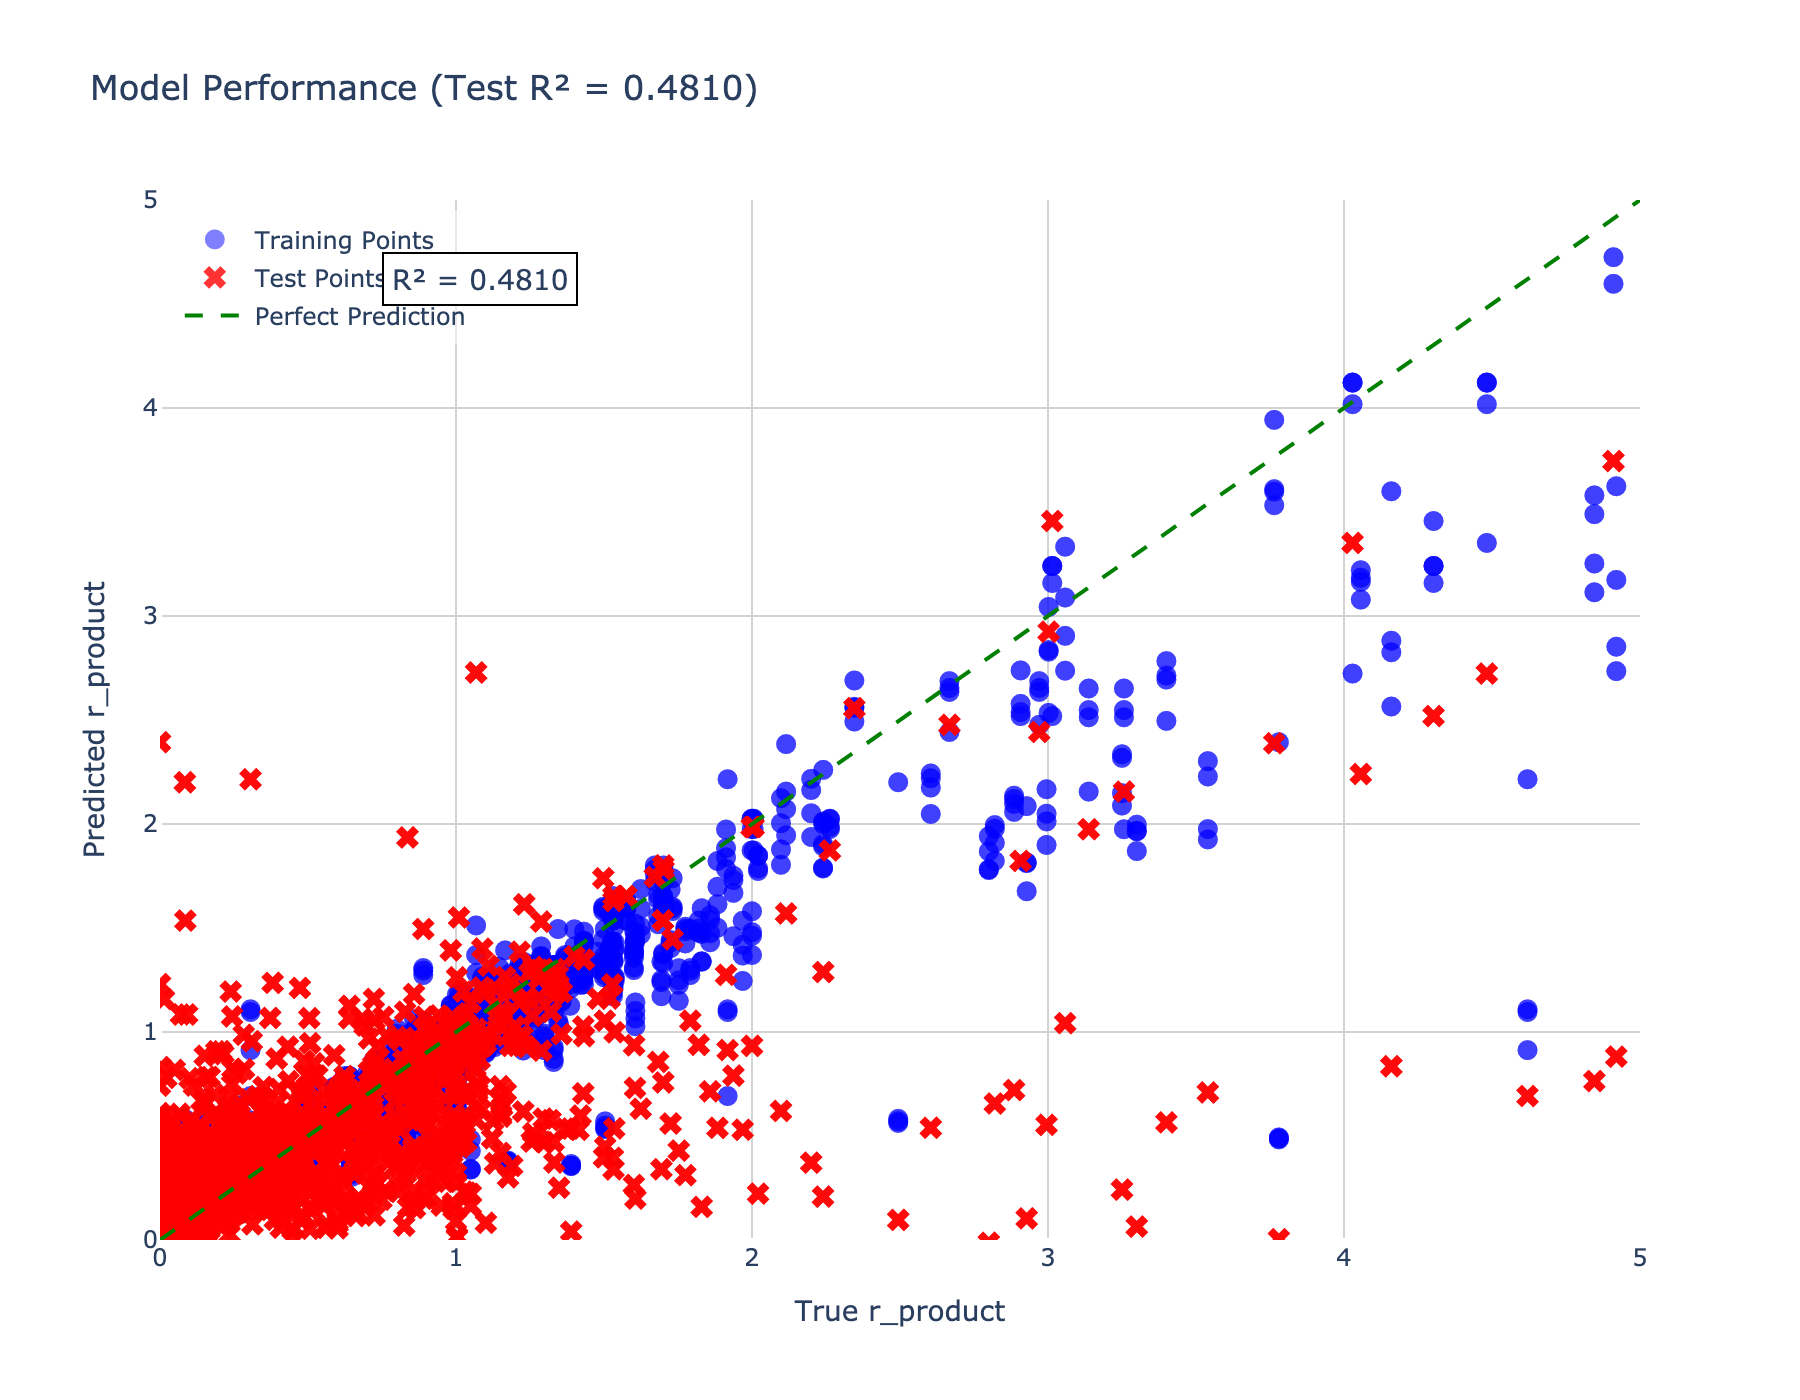 Model Performance (Test R² = 0.4810)
5
4
3
2
1
0
Predicted r_product
Training Points
Test Points
R² = 0.4810
Perfect Prediction
0 1 2 3 4 5
True r_product